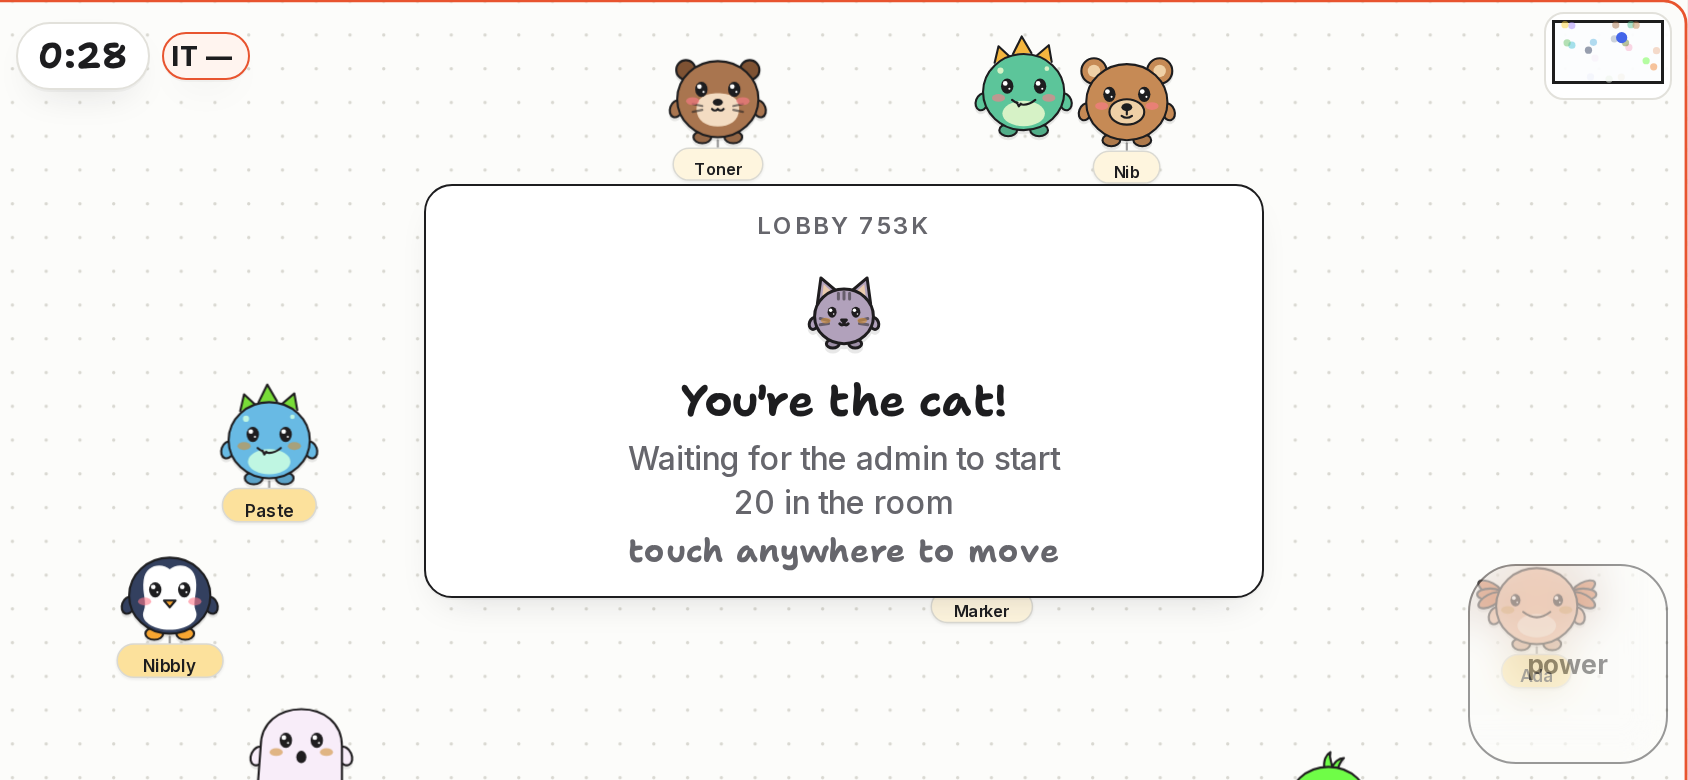 0:28
IT —
Toner
Nib
LOBBY 753K
You're the cat!
Waiting for the admin to start
20 in the room
touch anywhere to move
Paste
Marker
Nibbly
power
Ada